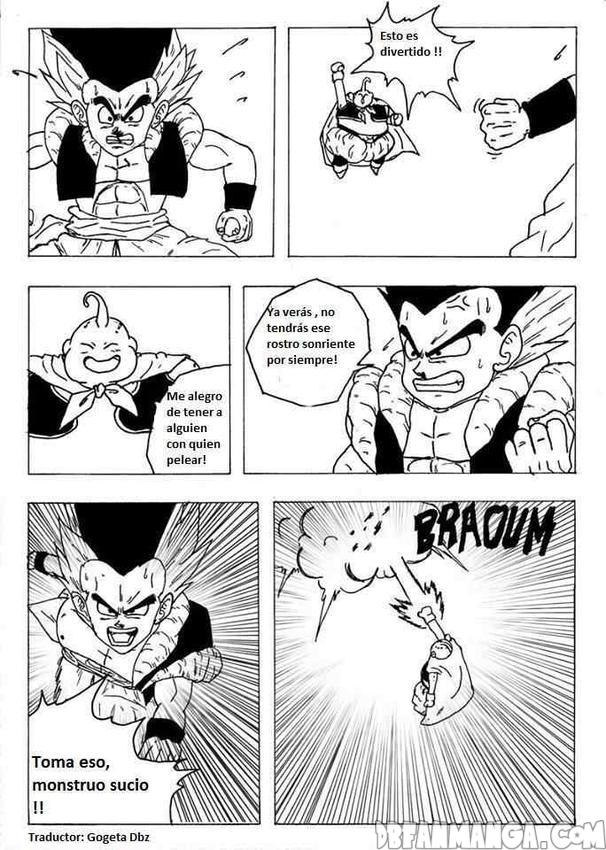 Esto es
divertido !!
Me alegro
de tener a
alguien
con quien
pelear!
Ya verás , no
tendrás ese
rostro sonriente
por siempre!
Toma eso,
monstruo sucio
!!
BRAOUM
Traductor: Gogeta Dbz
DBFANMANGA.COM